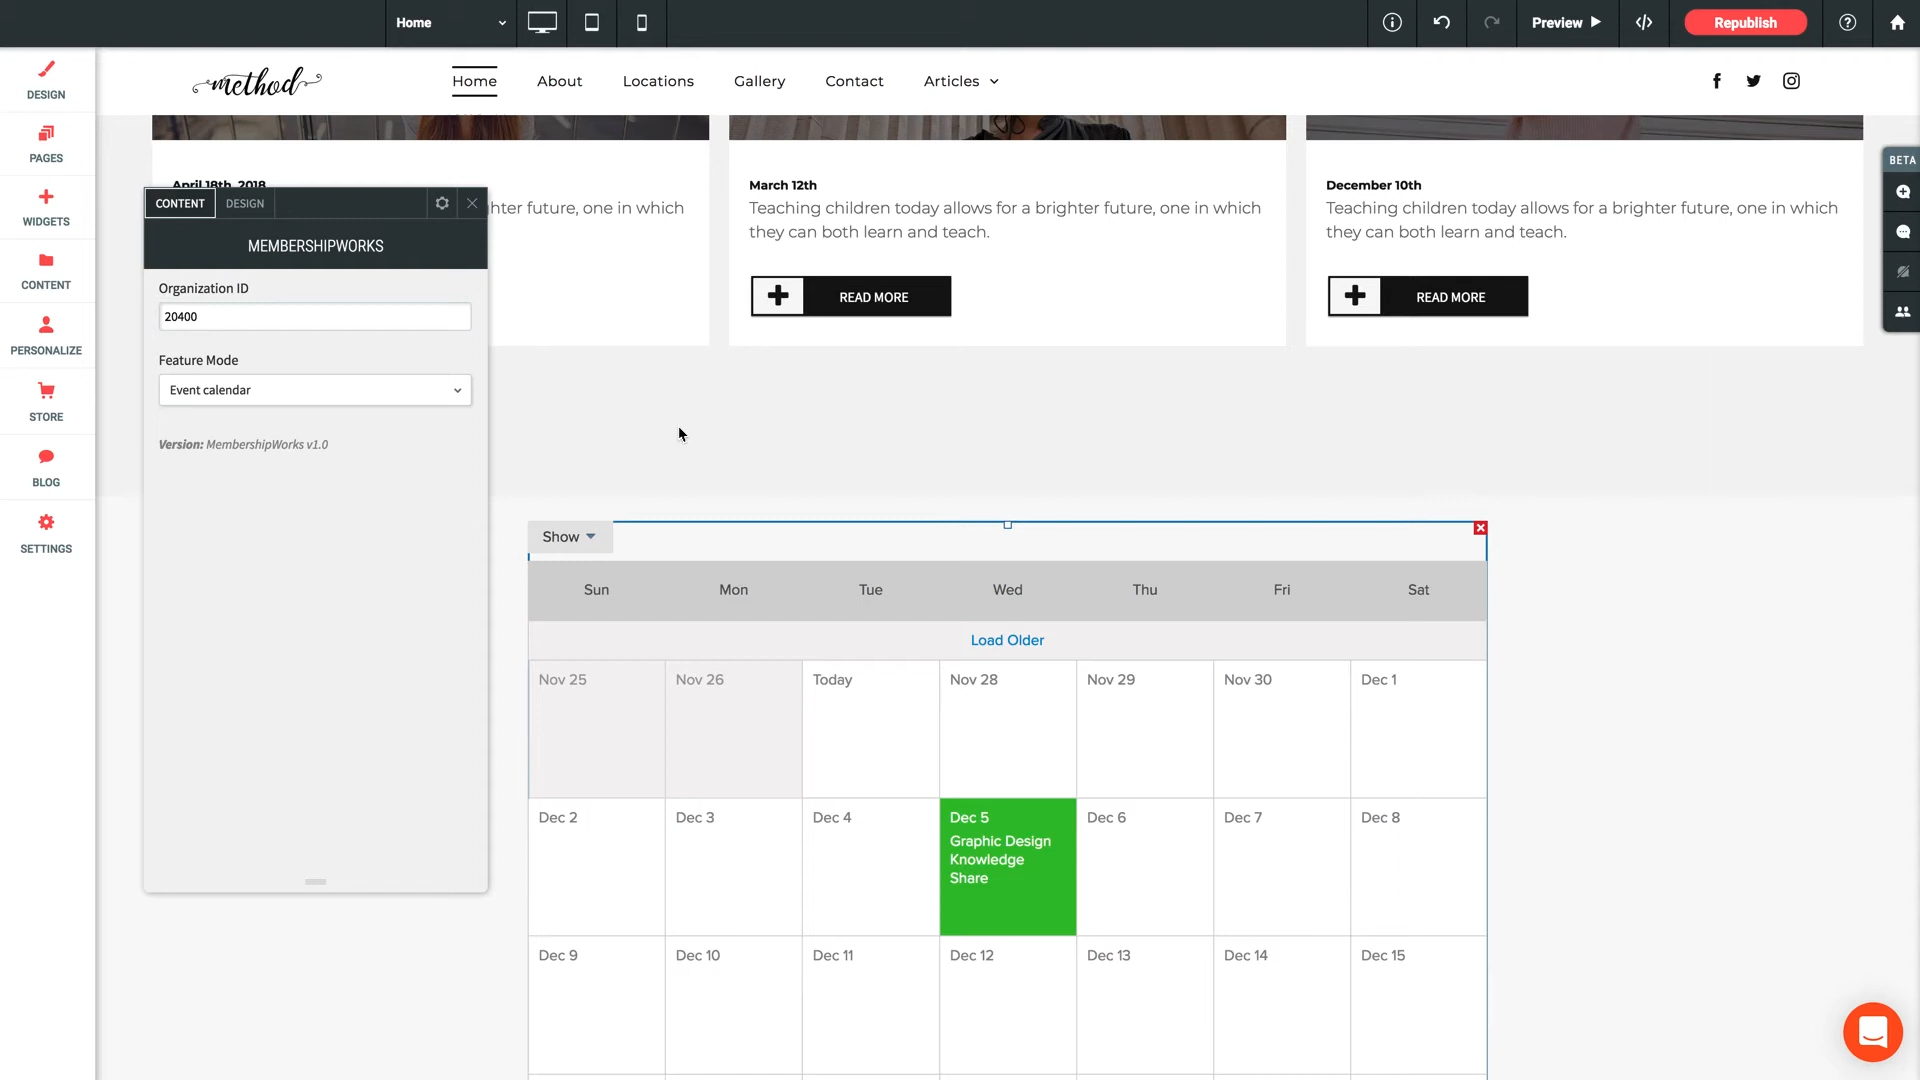 Home
Preview
Republish
DESIGN
PAGES
WIDGETS
CONTENT
PERSONALIZE
STORE
BLOG
SETTINGS
method
Home
About
Locations
Gallery
Contact
Articles
BETA
April 18th, 2018
hter future, one in which
March 12th
Teaching children today allows for a brighter future, one in which
they can both learn and teach.
READ MORE
December 10th
Teaching children today allows for a brighter future, one in which
they can both learn and teach.
READ MORE
CONTENT
DESIGN
MEMBERSHIPWORKS
Organization ID
20400
Feature Mode
Event calendar
Version: MembershipWorks v1.0
Show
Sun Mon Tue Wed Thu Fri Sat
Load Older
Nov 25 Nov 26 Today Nov 28 Nov 29 Nov 30 Dec 1
Dec 2 Dec 3 Dec 4 Dec 5 Dec 6 Dec 7 Dec 8
Graphic Design
Knowledge
Share
Dec 9 Dec 10 Dec 11 Dec 12 Dec 13 Dec 14 Dec 15